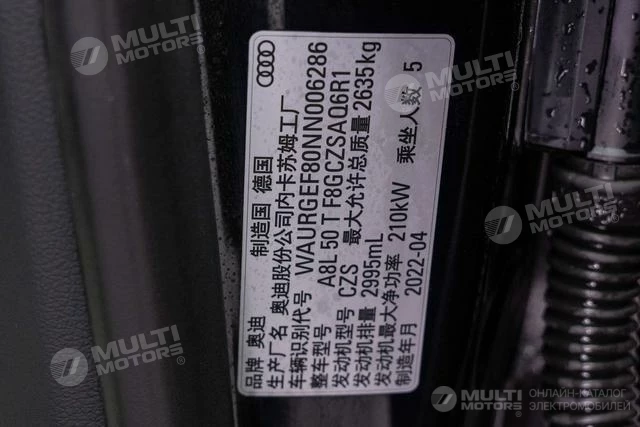 品牌 奥迪 制造国 德国
生产厂名 奥迪股份公司内卡苏姆工厂
车辆识别代号 WAURGEF80NN006286
整车型号 A8L 50 T F8GCZSAQ6R1
发动机型号 CZS 最大允许总质量 2635kg
发动机排量 2995mL
发动机最大净功率 210kW 乘坐人数 5
制造年月 2022-04
MULTI MOTORS
MULTI MOTORS
MULTI MOTORS
MULTI MOTORS
MULTI MOTORS
MULTI MOTORS
ОНЛАЙН-КАТАЛОГ
ЭЛЕКТРОМОБИЛЕЙ